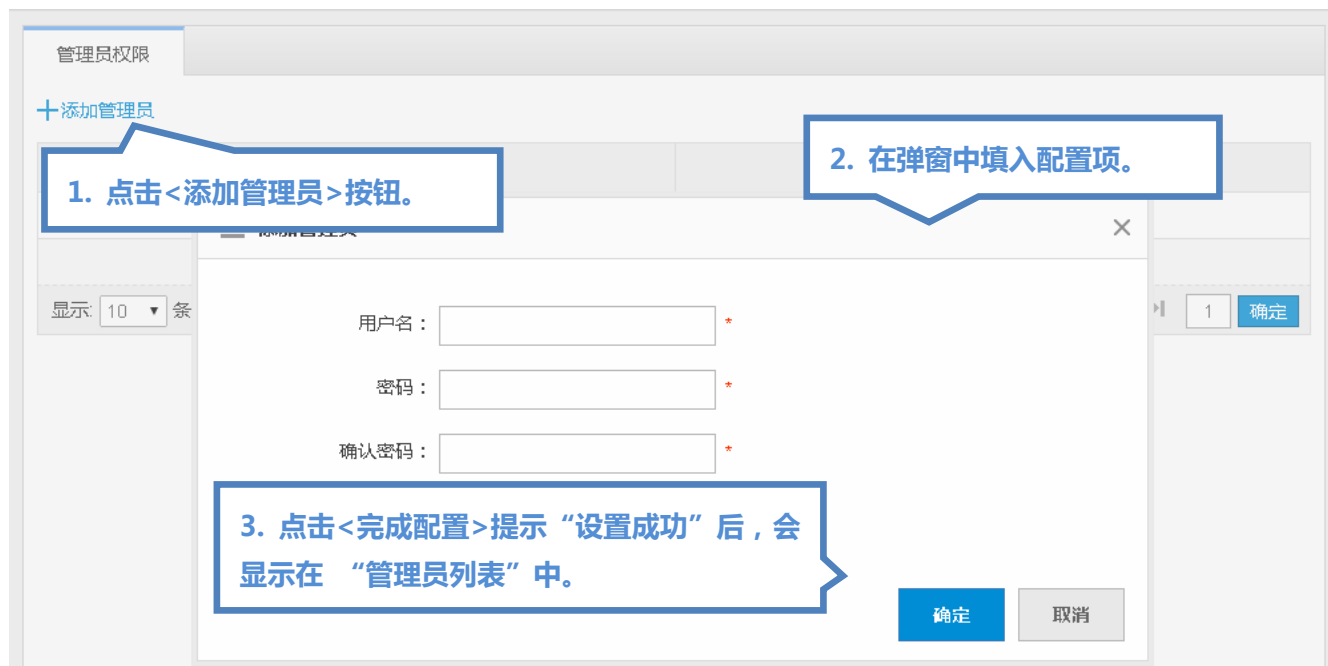 管理员权限
添加管理员
2. 在弹窗中填入配置项。
1. 点击<添加管理员>按钮。
显示: 10 条
1 确定
用户名：
*
密码：
*
确认密码：
*
3. 点击<完成配置>提示“设置成功”后，会
显示在 “管理员列表”中。
确定 取消